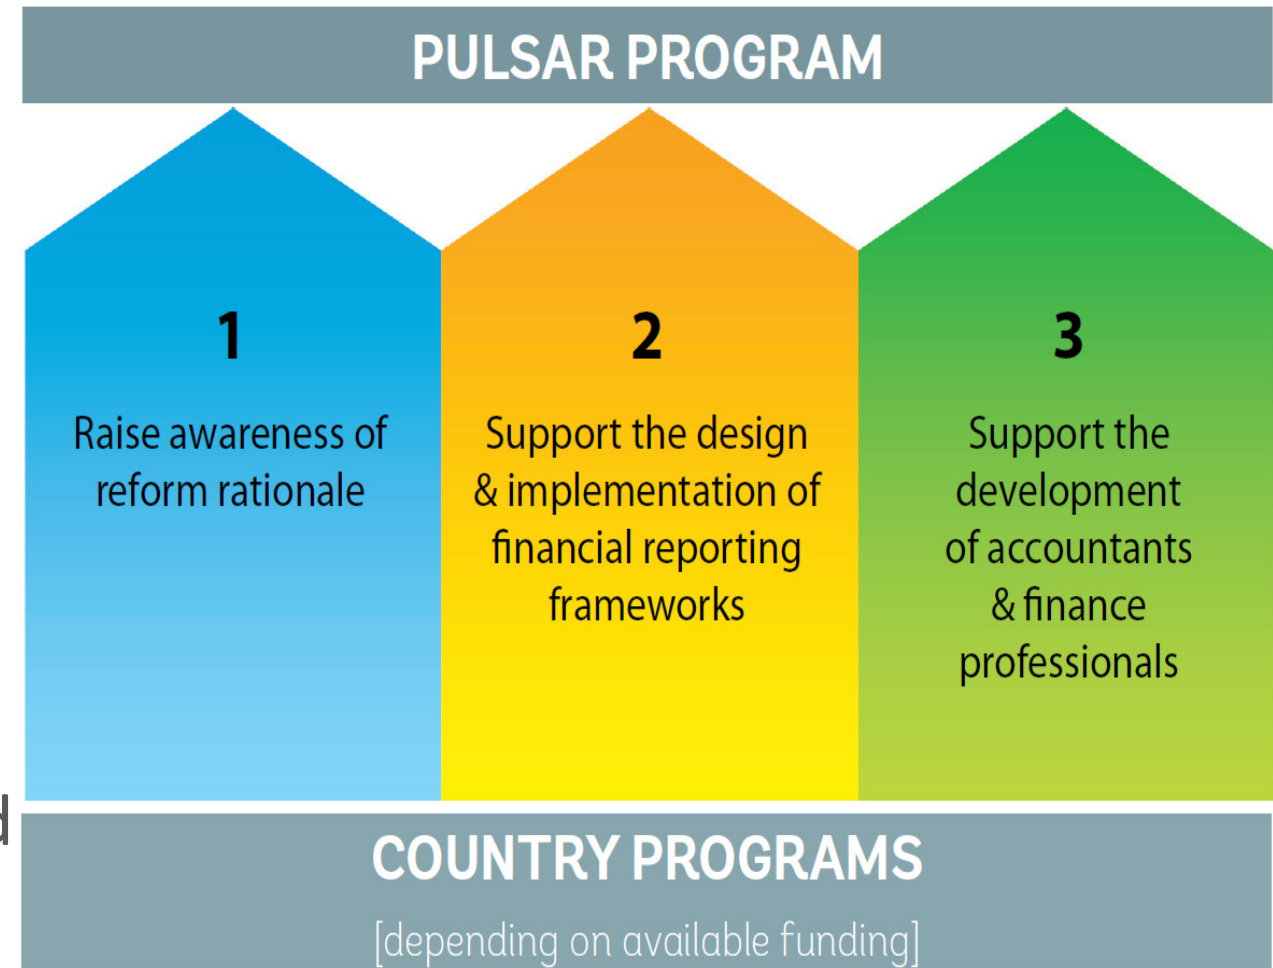 PULSAR PROGRAM
1
Raise awareness of
reform rationale
2
Support the design
& implementation of
financial reporting
frameworks
3
Support the
development
of accountants
& finance
professionals
COUNTRY PROGRAMS
[depending on available funding]